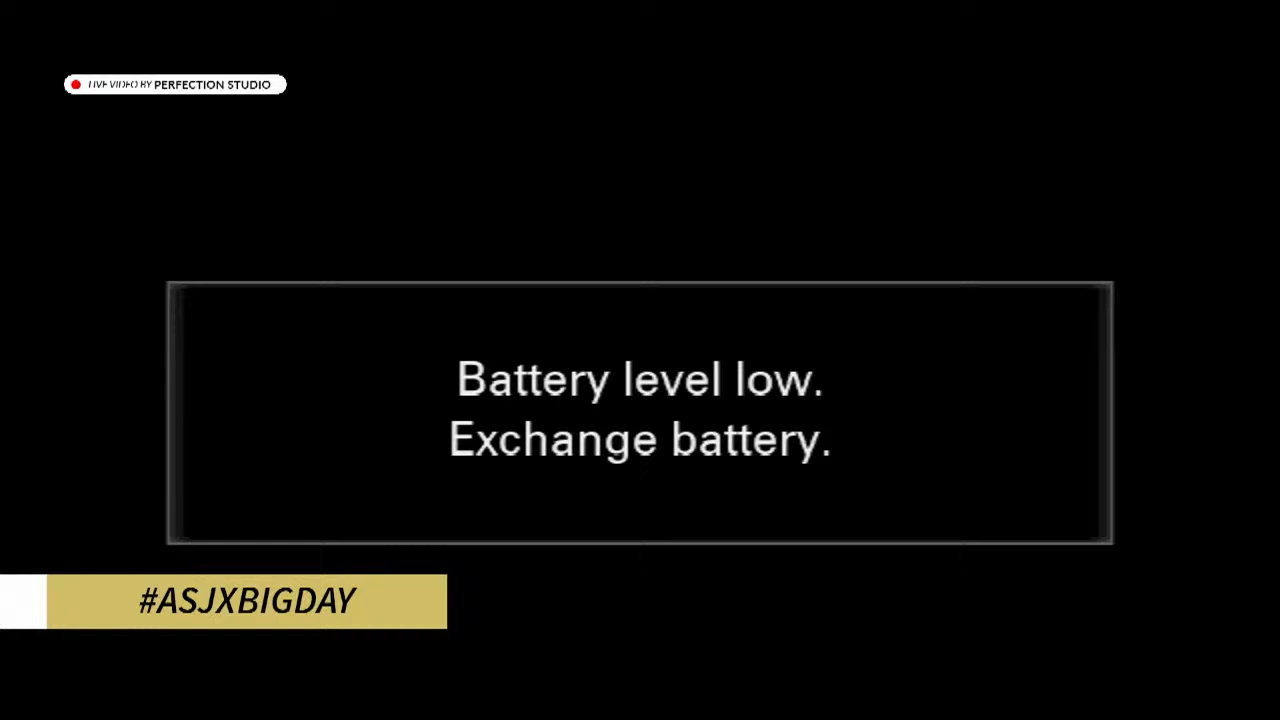 LIVE VIDEO BY PERFECTION STUDIO
Battery level low.
Exchange battery.
#ASJXBIGDAY